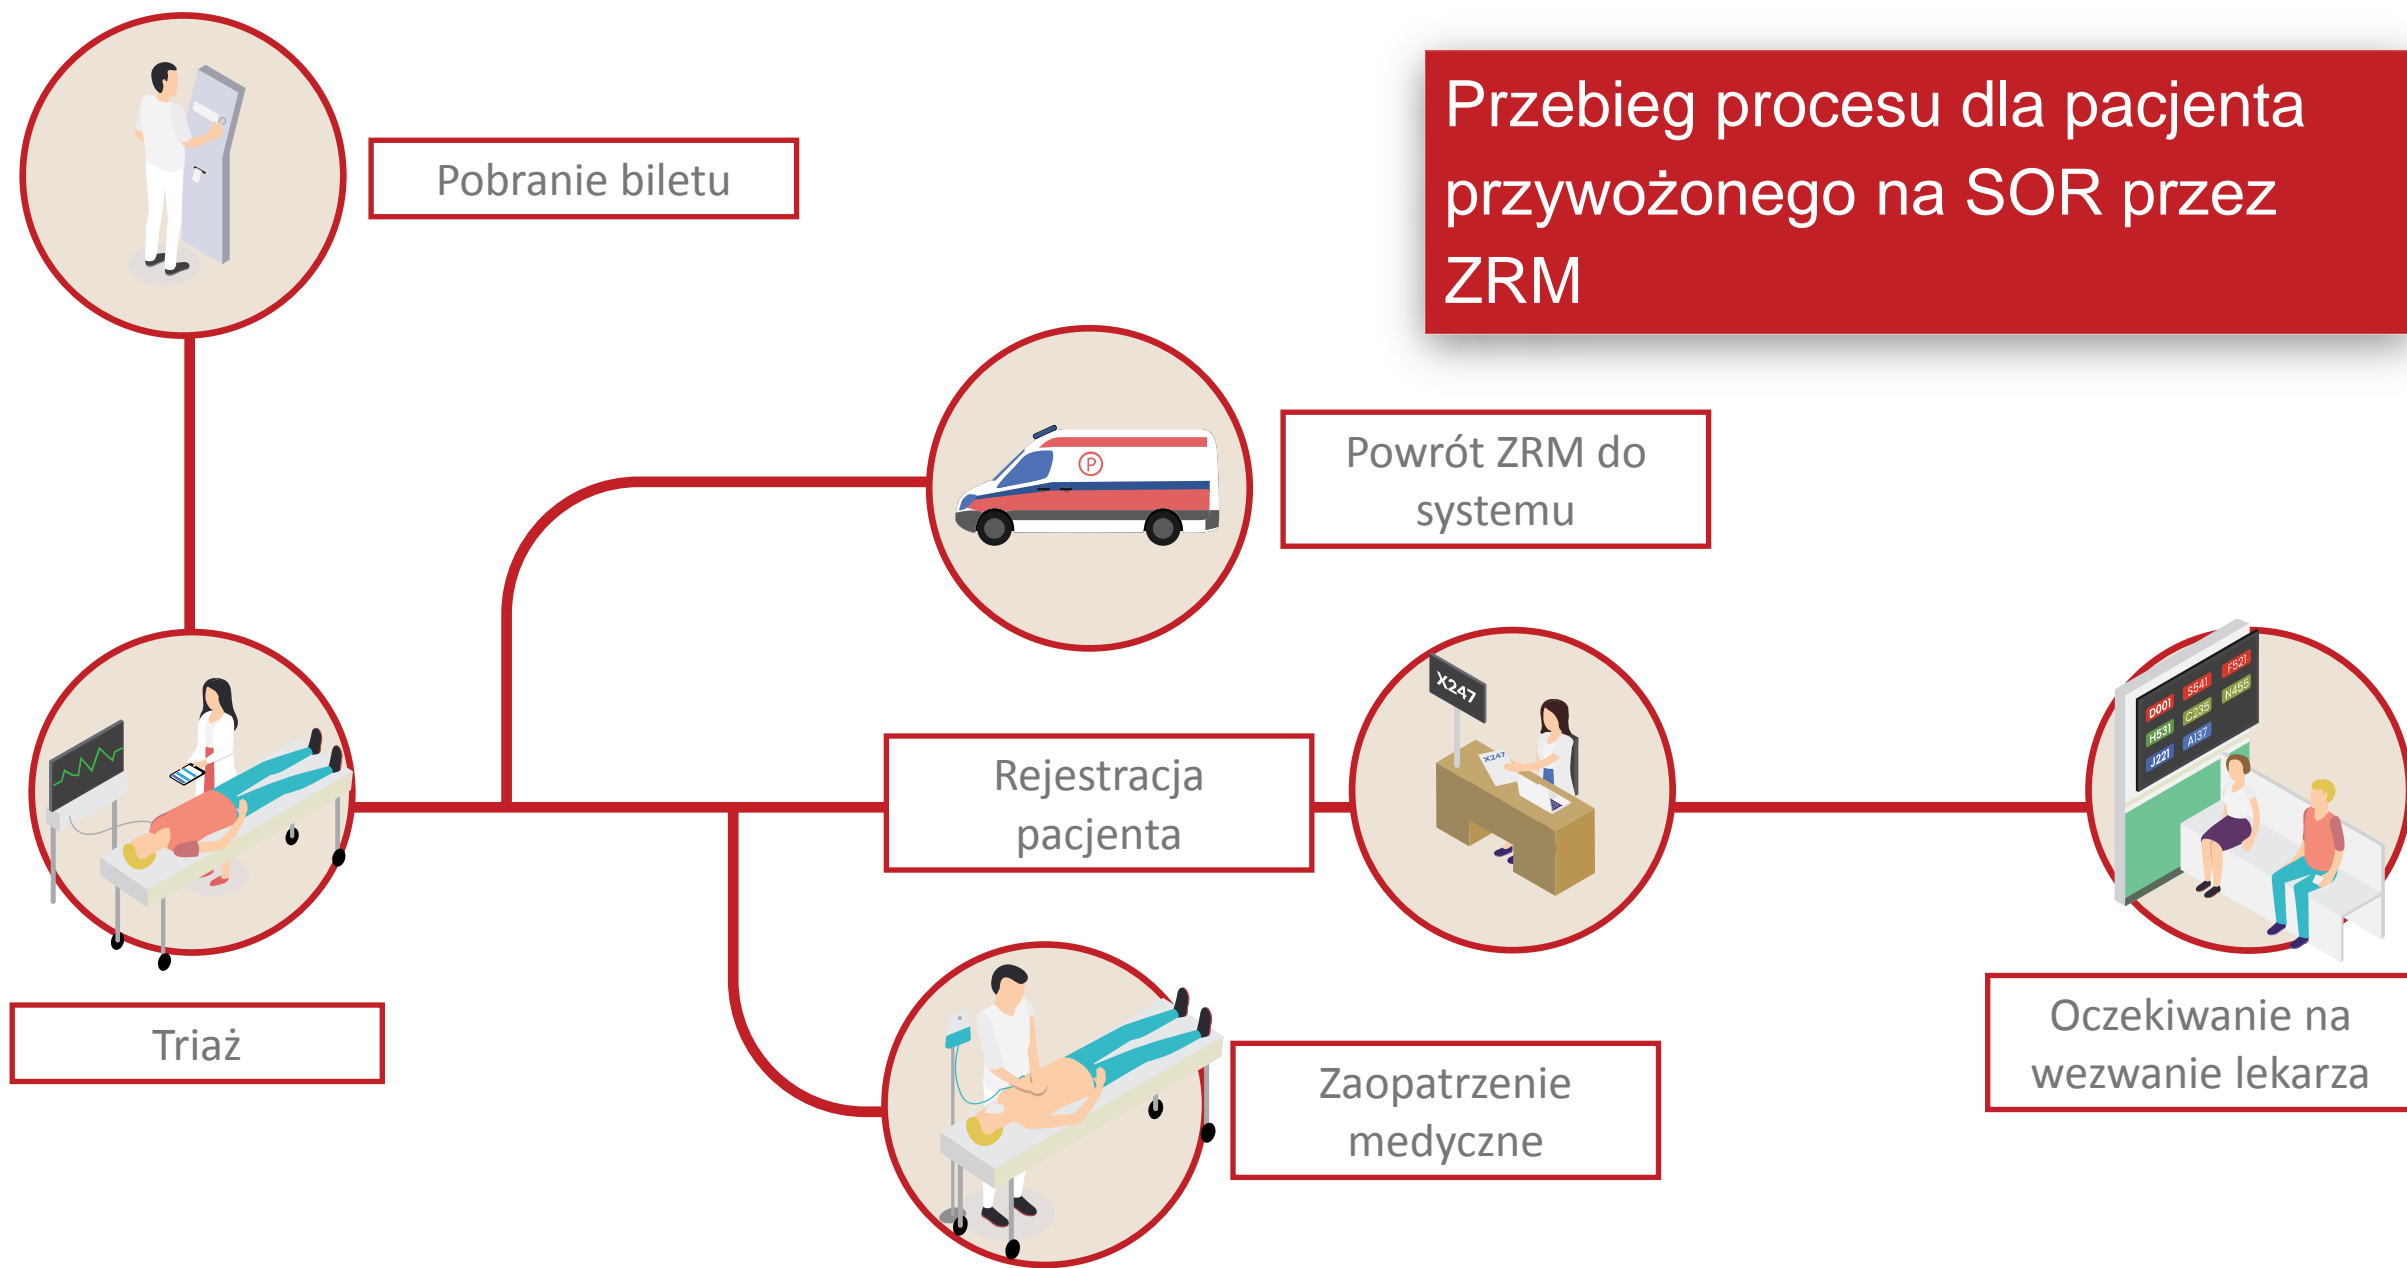 Przebieg procesu dla pacjenta
przywożonego na SOR przez
ZRM
Pobranie biletu
P
Powrót ZRM do
systemu
Triaż
Rejestracja
pacjenta
X247
X247
D001
S541
F521
H531
C235
N455
J221
A137
Zaopatrzenie
medyczne
Oczekiwanie na
wezwanie lekarza